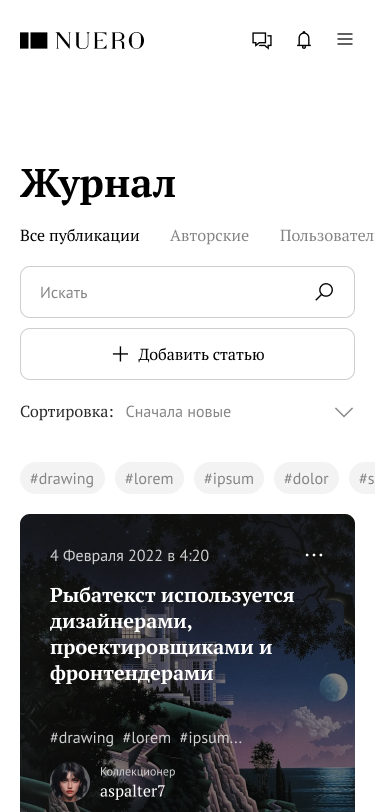 NUERO
Журнал
Все публикации Авторские Пользовател
Искать
Добавить статью
Сортировка: Сначала новые
#drawing #lorem #ipsum #dolor #s
4 Февраля 2022 в 4:20
Рыбатекст используется
дизайнерами,
проектировщиками и
фронтендерами
#drawing #lorem #ipsum...
Коллекционер
aspalter7